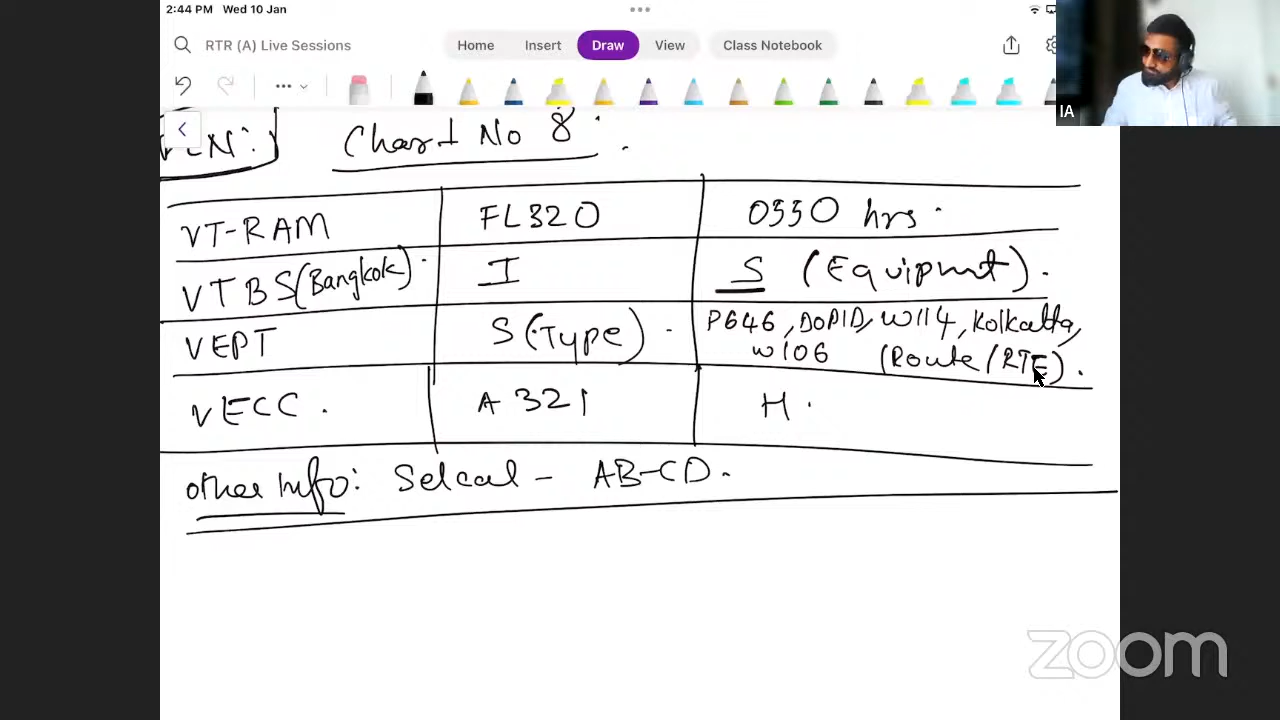 2:44 PM Wed 10 Jan
RTR (A) Live Sessions
Home Insert Draw View Class Notebook
IA
Chart No 8:
VT-RAM FL320 0330 hrs.
VTBS (Bangkok). I S (Equipmt).
VEPT S (Type). P646, DOPID, W114, Kolkatta,
W106 (Route/RTE).
VECC. A 321 H.
other info: Selcal - AB-CD.
zoom